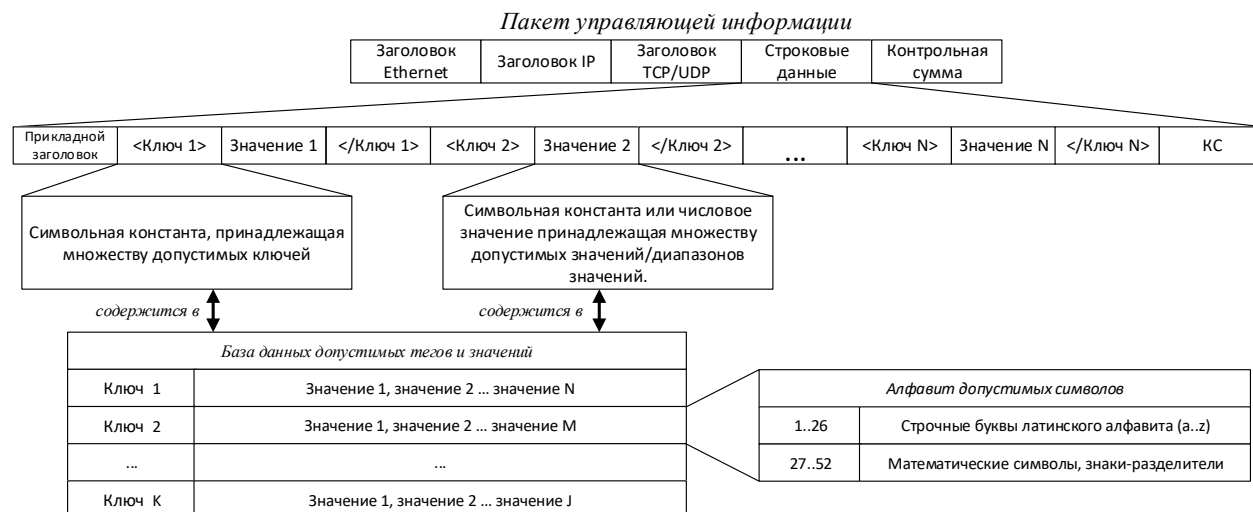 Пакет управляющей информации
Заголовок Ethernet
Заголовок IP
Заголовок TCP/UDP
Строковые данные
Контрольная сумма
Прикладной заголовок
<Ключ 1>
Значение 1
</Ключ 1>
<Ключ 2>
Значение 2
</Ключ 2>
...
<Ключ N>
Значение N
</Ключ N>
КС
Символьная константа, принадлежащая
множеству допустимых ключей
Символьная константа или числовое
значение принадлежащая множеству
допустимых значений/диапазонов
значений.
содержится в
содержится в
База данных допустимых тегов и значений
Ключ 1
Значение 1, значение 2 ... значение N
Ключ 2
Значение 1, значение 2 ... значение M
...
...
Ключ K
Значение 1, значение 2 ... значение J
Алфавит допустимых символов
1..26
Строчные буквы латинского алфавита (a..z)
27..52
Математические символы, знаки-разделители